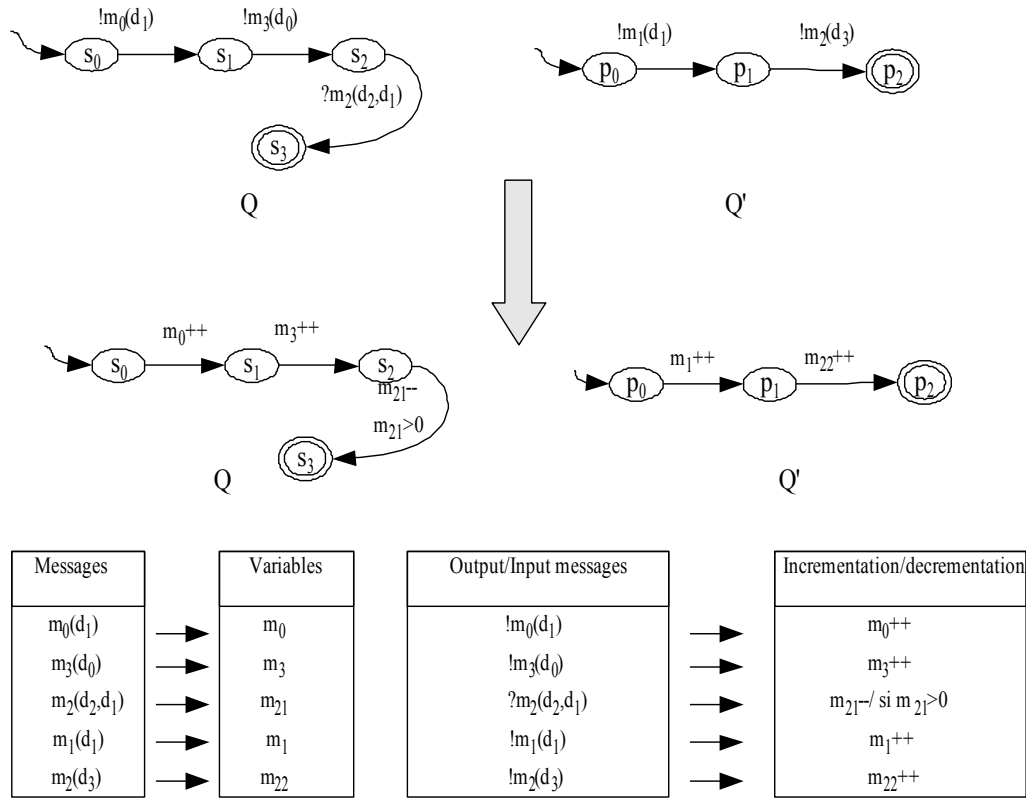 !m₀(d₁) !m₃(d₀) !m₁(d₁) !m₂(d₃)
s₀ s₁ s₂ p₀ p₁ p₂
?m₂(d₂,d₁)
s₃
Q Q'
m₀++ m₃++ m₁++ m₂₂++
s₀ s₁ s₂ p₀ p₁ p₂
m₂₁--
m₂₁>0
s₃
Q Q'
Messages Variables Output/Input messages Incrementation/decrementation
m₀(d₁) m₀ !m₀(d₁) m₀++
m₃(d₀) m₃ !m₃(d₀) m₃++
m₂(d₂,d₁) m₂₁ ?m₂(d₂,d₁) m₂₁--/ si m ₂₁>0
m₁(d₁) m₁ !m₁(d₁) m₁++
m₂(d₃) m₂₂ !m₂(d₃) m₂₂++